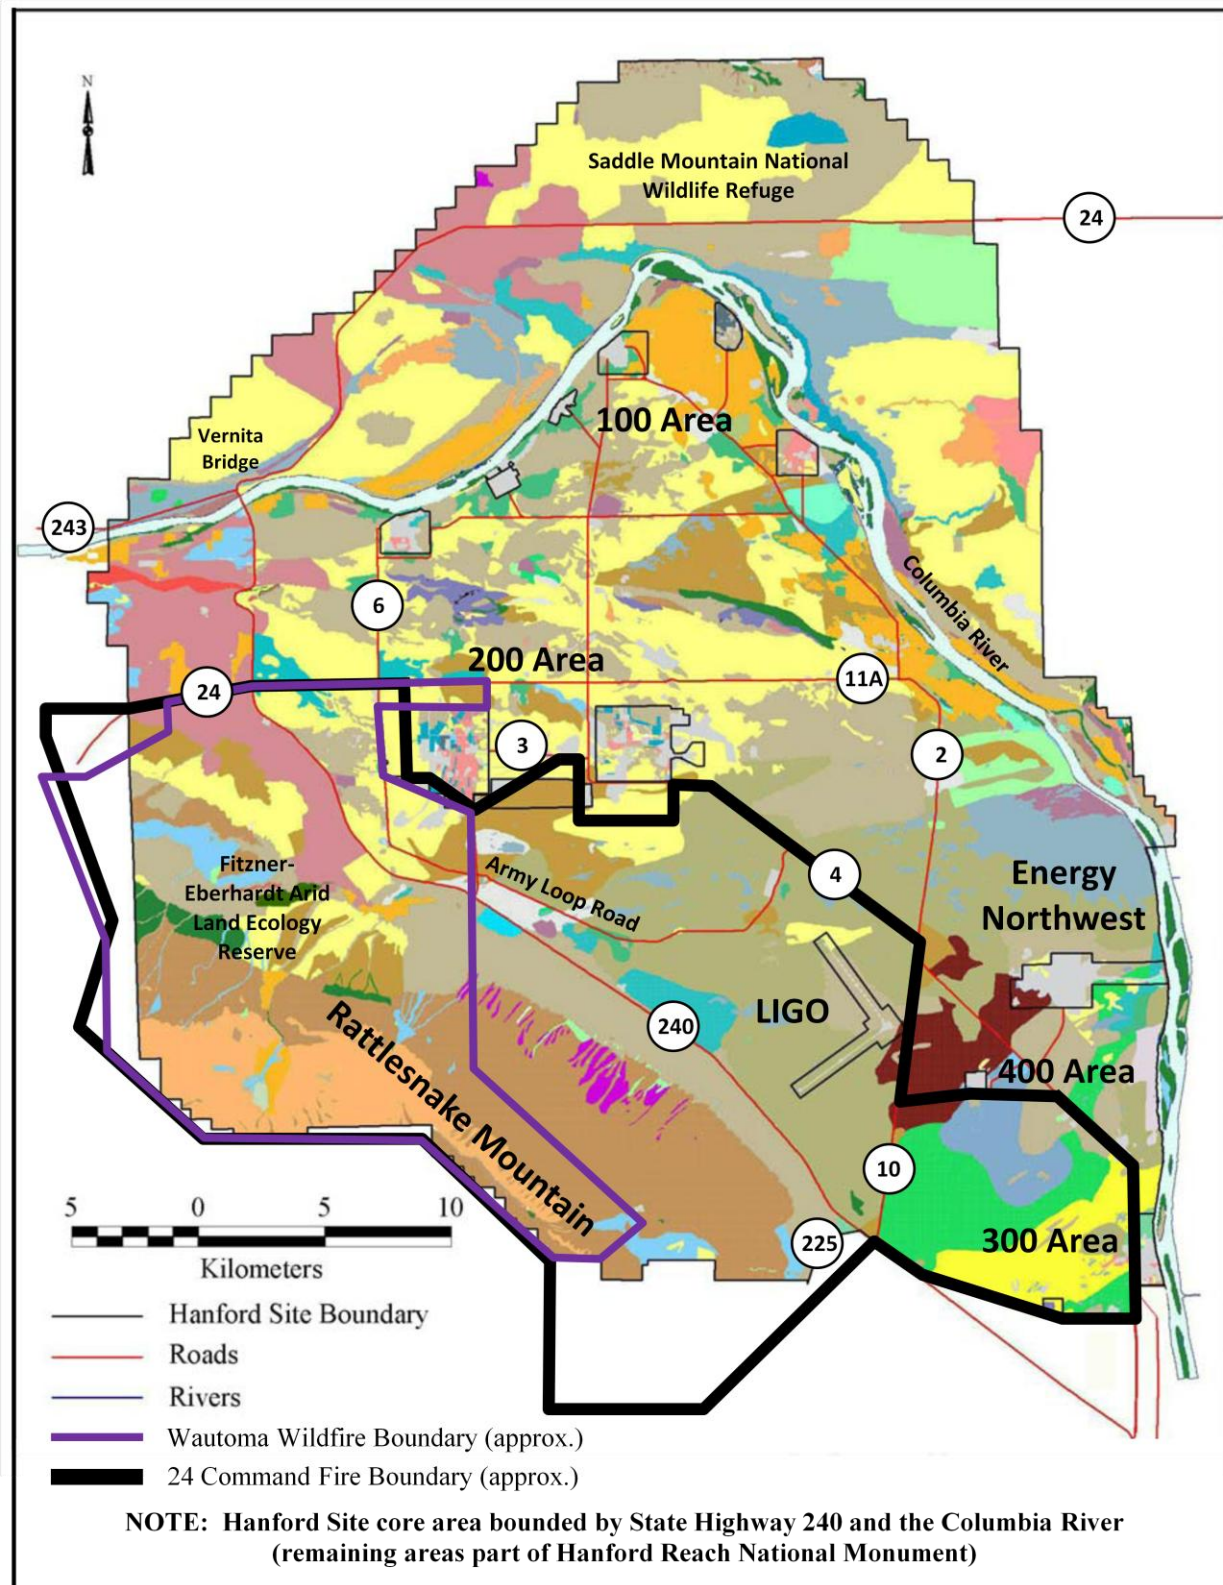 N
Saddle Mountain National
Wildlife Refuge
24
100 Area
Vernita
Bridge
243
Columbia River
6
200 Area
11A
24
3
2
4
Energy
Northwest
Fitzner-
Eberhardt Arid
Land Ecology
Reserve
Army Loop Road
LIGO
240
Rattlesnake Mountain
400 Area
10
300 Area
225
5 0 5 10
Kilometers
Hanford Site Boundary
Roads
Rivers
Wautoma Wildfire Boundary (approx.)
24 Command Fire Boundary (approx.)
NOTE: Hanford Site core area bounded by State Highway 240 and the Columbia River
(remaining areas part of Hanford Reach National Monument)